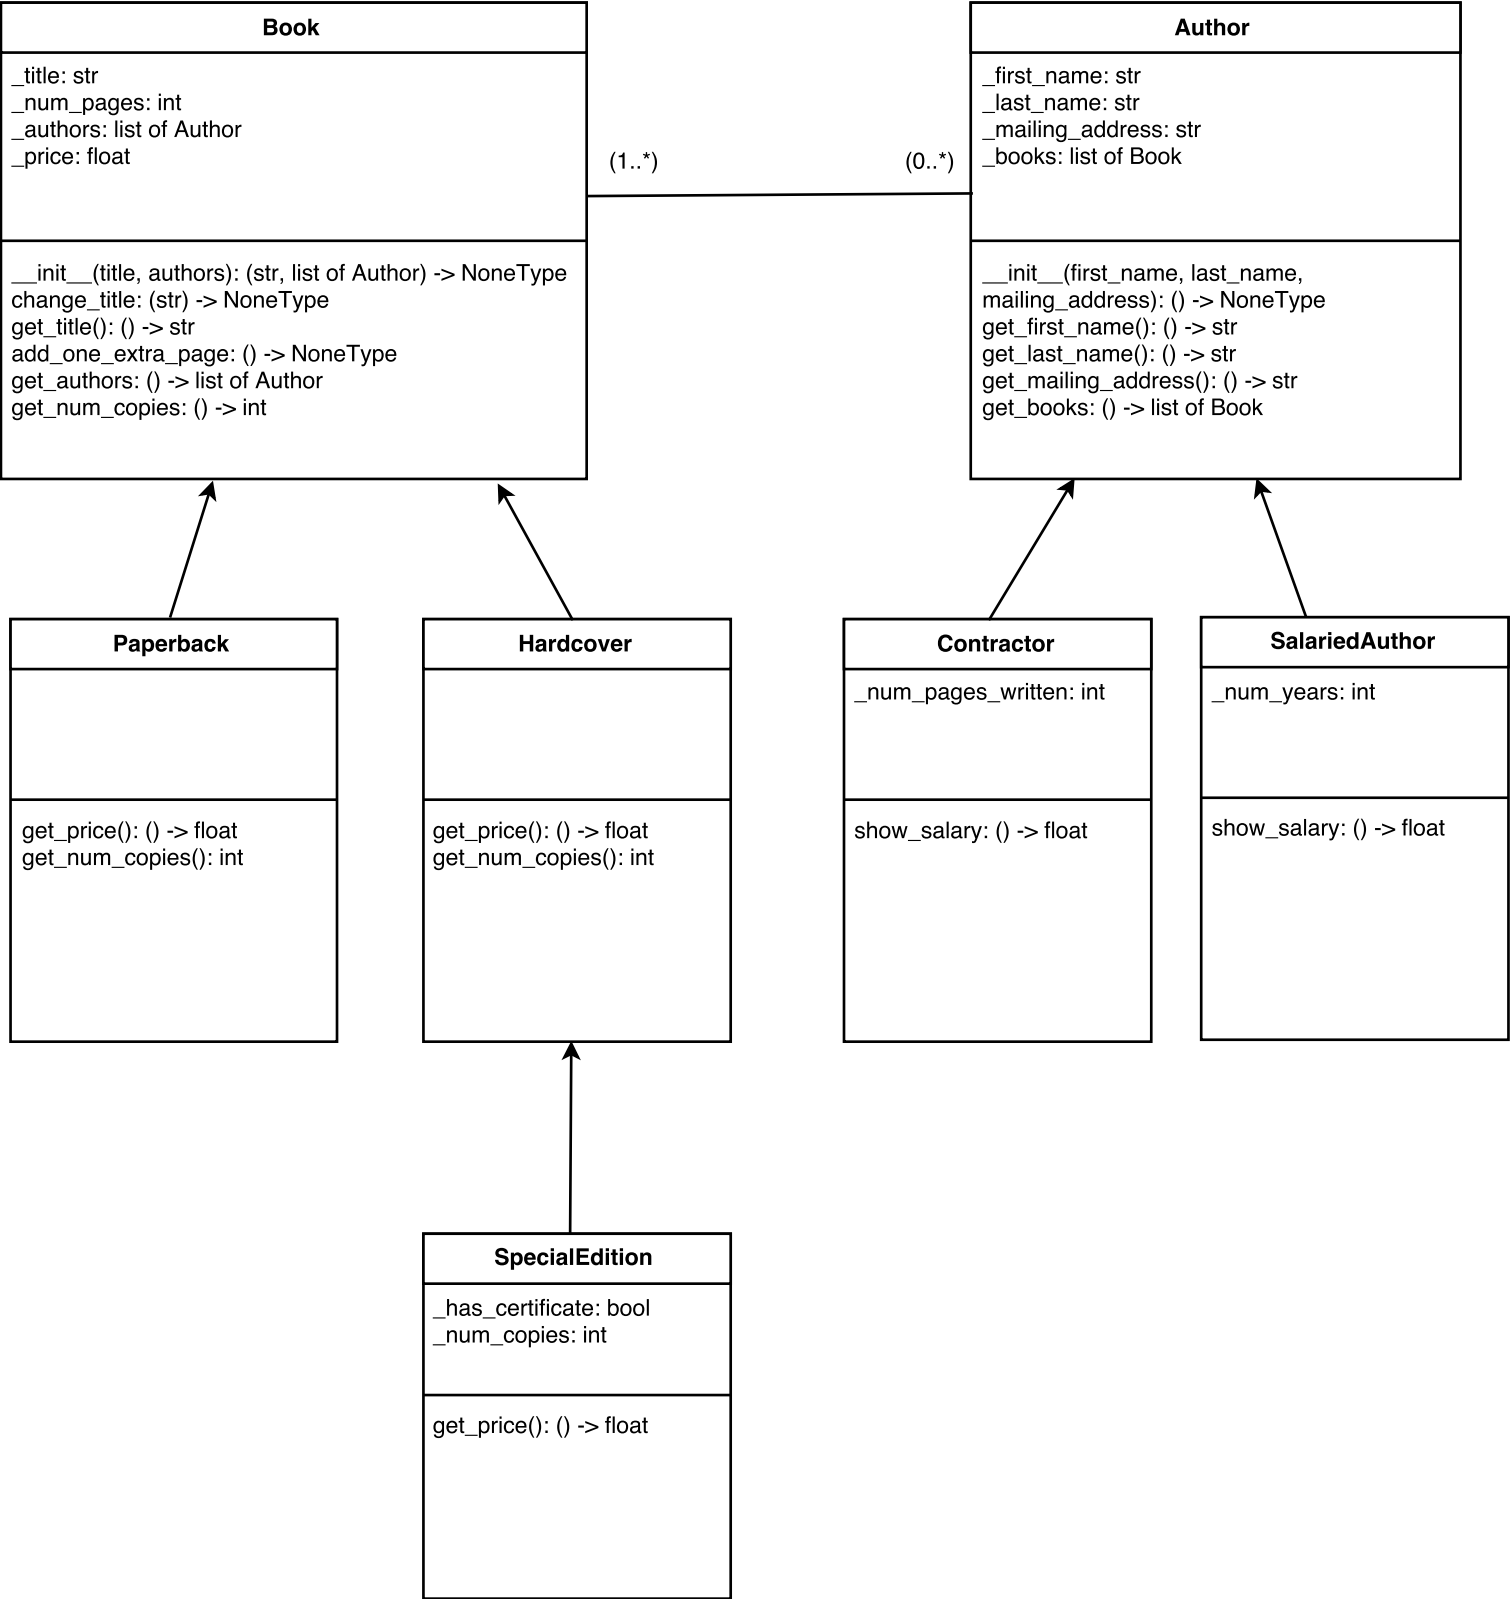 Book
_title: str
_num_pages: int
_authors: list of Author
_price: float
__init__(title, authors): (str, list of Author) -> NoneType
change_title: (str) -> NoneType
get_title(): () -> str
add_one_extra_page: () -> NoneType
get_authors: () -> list of Author
get_num_copies: () -> int
(1..*)
(0..*)
Author
_first_name: str
_last_name: str
_mailing_address: str
_books: list of Book
__init__(first_name, last_name,
mailing_address): () -> NoneType
get_first_name(): () -> str
get_last_name(): () -> str
get_mailing_address(): () -> str
get_books: () -> list of Book
Paperback
get_price(): () -> float
get_num_copies(): int
Hardcover
get_price(): () -> float
get_num_copies(): int
Contractor
_num_pages_written: int
show_salary: () -> float
SalariedAuthor
_num_years: int
show_salary: () -> float
SpecialEdition
_has_certificate: bool
_num_copies: int
get_price(): () -> float